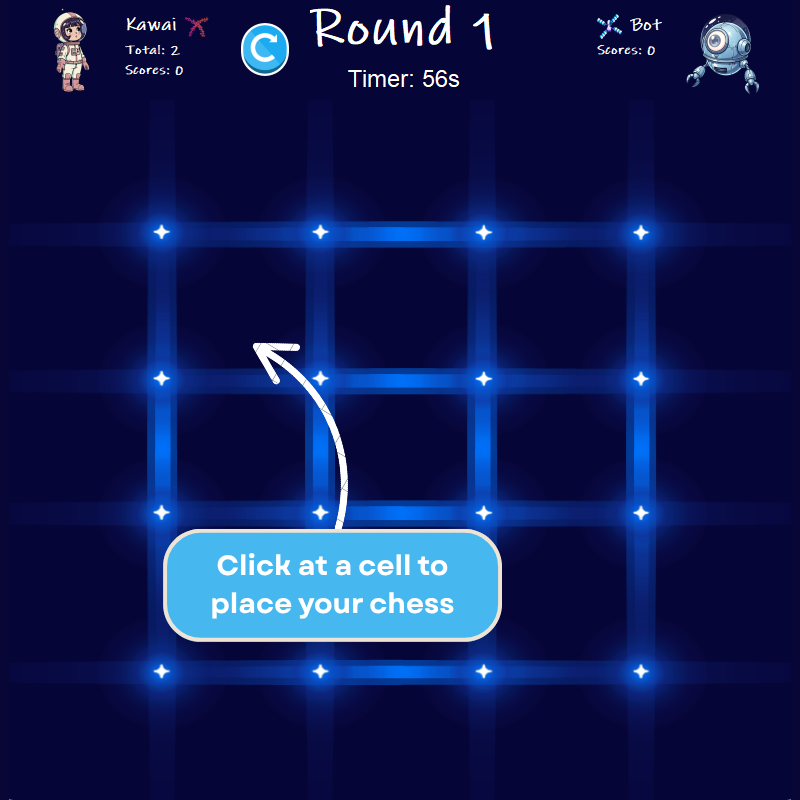 Kawai
Total: 2
Scores: 0
Round 1
Timer: 56s
Bot
Scores: 0
Click at a cell to
place your chess